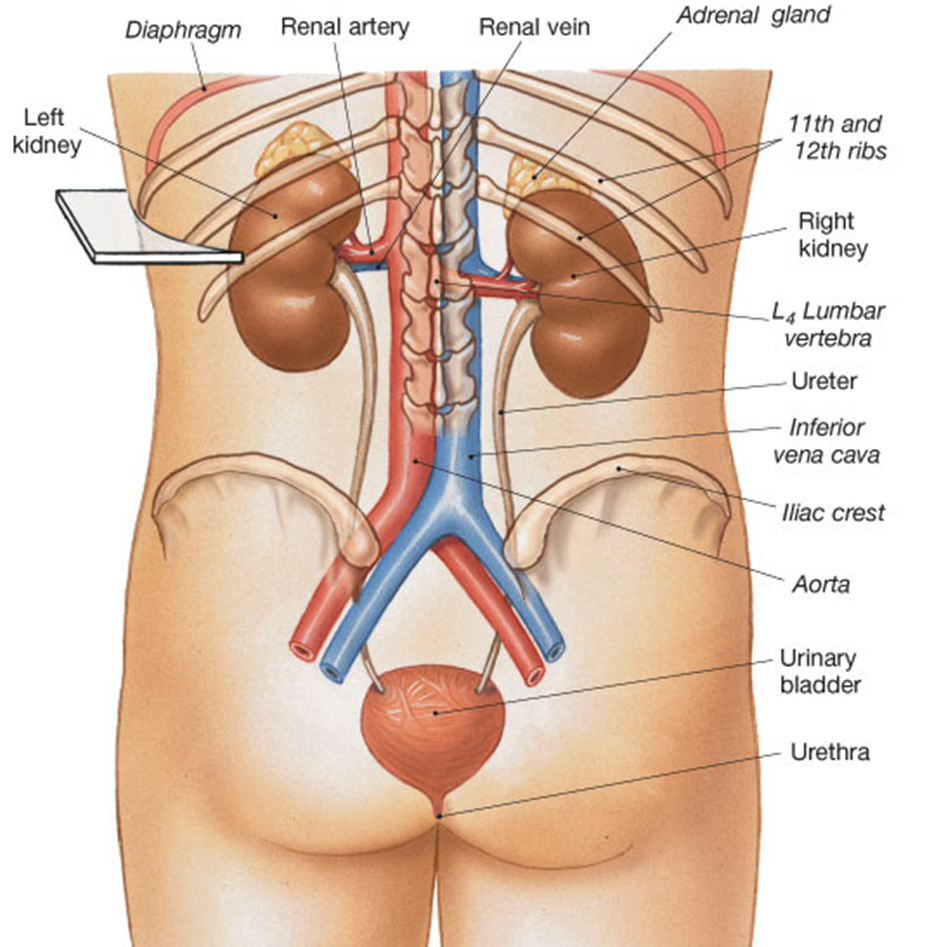 Diaphragm
Renal artery
Renal vein
Adrenal gland
Left
kidney
11th and
12th ribs
Right
kidney
L4 Lumbar
vertebra
Ureter
Inferior
vena cava
Iliac crest
Aorta
Urinary
bladder
Urethra